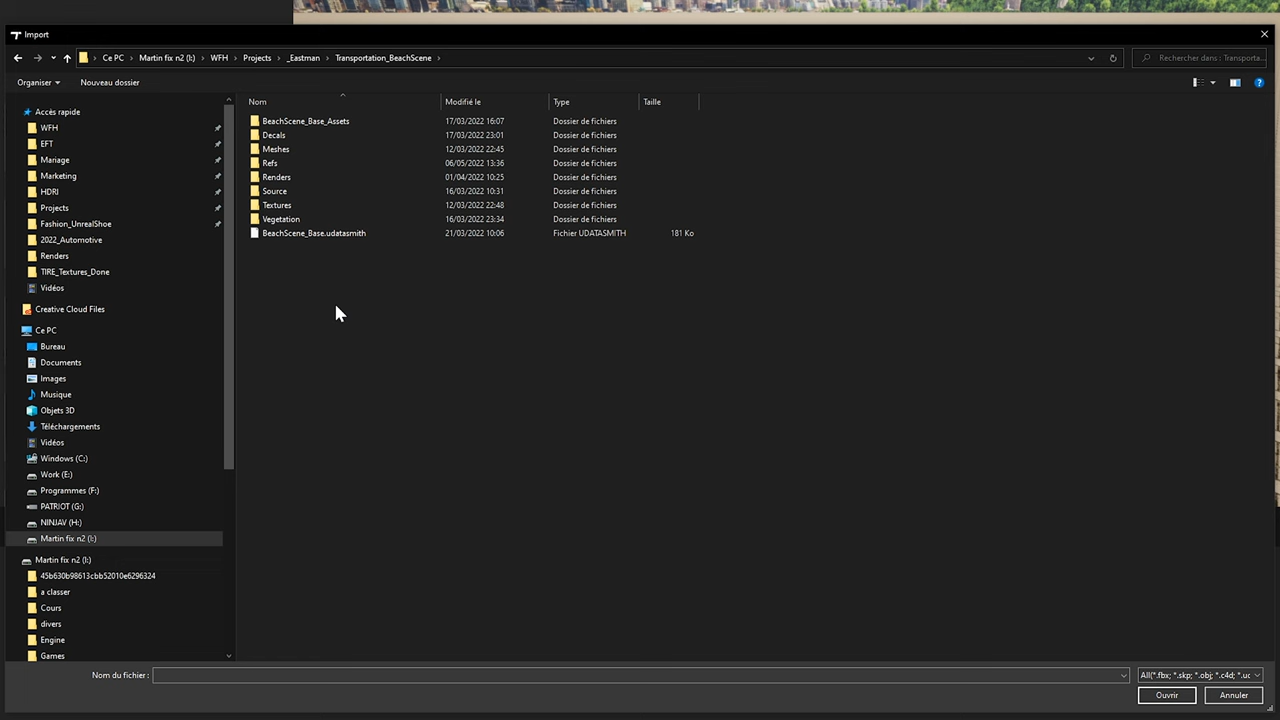 Import
Ce PC > Martin fix n2 (I:) > WFH > Projects > _Eastman > Transportation_BeachScene >
Rechercher dans : Transporta...
Organiser
Nouveau dossier
Accès rapide
WFH
EFT
Mariage
Marketing
HDRI
Projects
Fashion_UnrealShoe
2022_Automotive
Renders
TIRE_Textures_Done
Vidéos
Creative Cloud Files
Ce PC
Bureau
Documents
Images
Musique
Objets 3D
Téléchargements
Vidéos
Windows (C:)
Work (E:)
Programmes (F:)
PATRIOT (G:)
NINJAV (H:)
Martin fix n2 (I:)
Martin fix n2 (I:)
45b630b98613cbb52010e6296324
a classer
Cours
divers
Engine
Games
Nom Modifié le Type Taille
BeachScene_Base_Assets 17/03/2022 16:07 Dossier de fichiers
Decals 17/03/2022 23:01 Dossier de fichiers
Meshes 12/03/2022 22:45 Dossier de fichiers
Refs 06/05/2022 13:36 Dossier de fichiers
Renders 01/04/2022 10:25 Dossier de fichiers
Source 16/03/2022 10:31 Dossier de fichiers
Textures 12/03/2022 22:48 Dossier de fichiers
Vegetation 16/03/2022 23:34 Dossier de fichiers
BeachScene_Base.udatasmith 21/03/2022 10:06 Fichier UDATASMITH 181 Ko
Nom du fichier :
All(*.fbx; *.skp; *.obj; *.c4d; *.uc
Ouvrir
Annuler